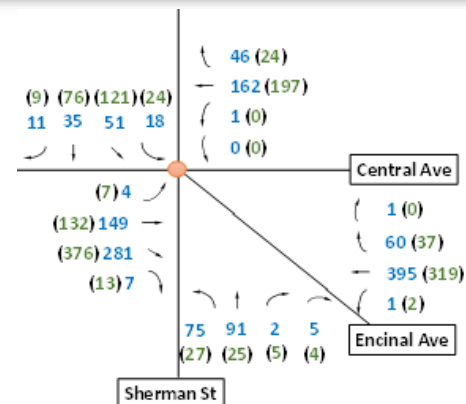 46 (24)
162 (197)
1 (0)
0 (0)
(9) (76) (121) (24)
11 35 51 18
Central Ave
(7) 4
(132) 149
(376) 281
(13) 7
1 (0)
60 (37)
395 (319)
1 (2)
75 91 2 5
(27) (25) (5) (4)
Encinal Ave
Sherman St